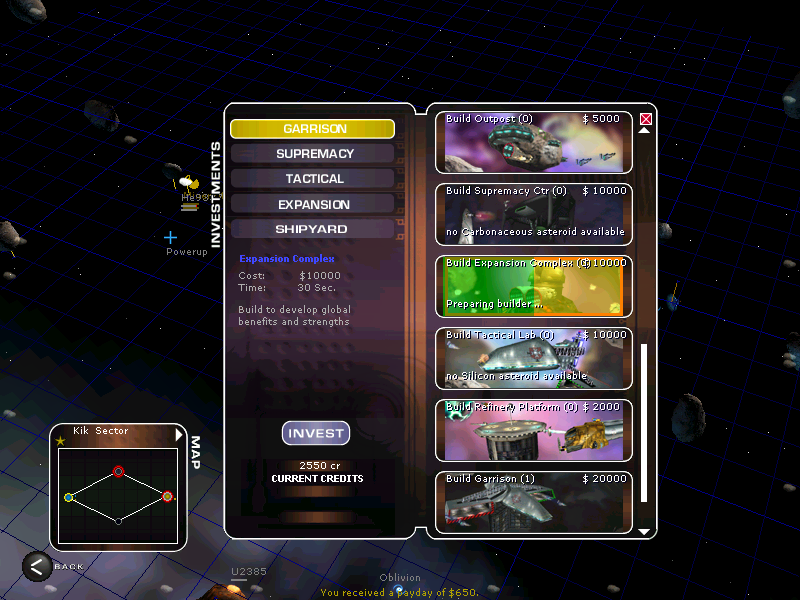 INVESTMENTS
GARRISON
SUPREMACY
TACTICAL
EXPANSION
SHIPYARD
Expansion Complex
Cost: $10000
Time: 30 Sec.
Build to develop global
benefits and strengths
INVEST
2550 cr
CURRENT CREDITS
Build Outpost (0) $ 5000
Build Supremacy Ctr (0) $ 10000
no Carbonaceous asteroid available
Build Expansion Complex $ 10000
Preparing builder ...
Build Tactical Lab (0) $ 10000
no Silicon asteroid available
Build Refinery Platform (0) $ 2000
Build Garrison (1) $ 20000
Powerup
Kik Sector
MAP
BACK
U2385
Oblivion
You received a payday of $650.